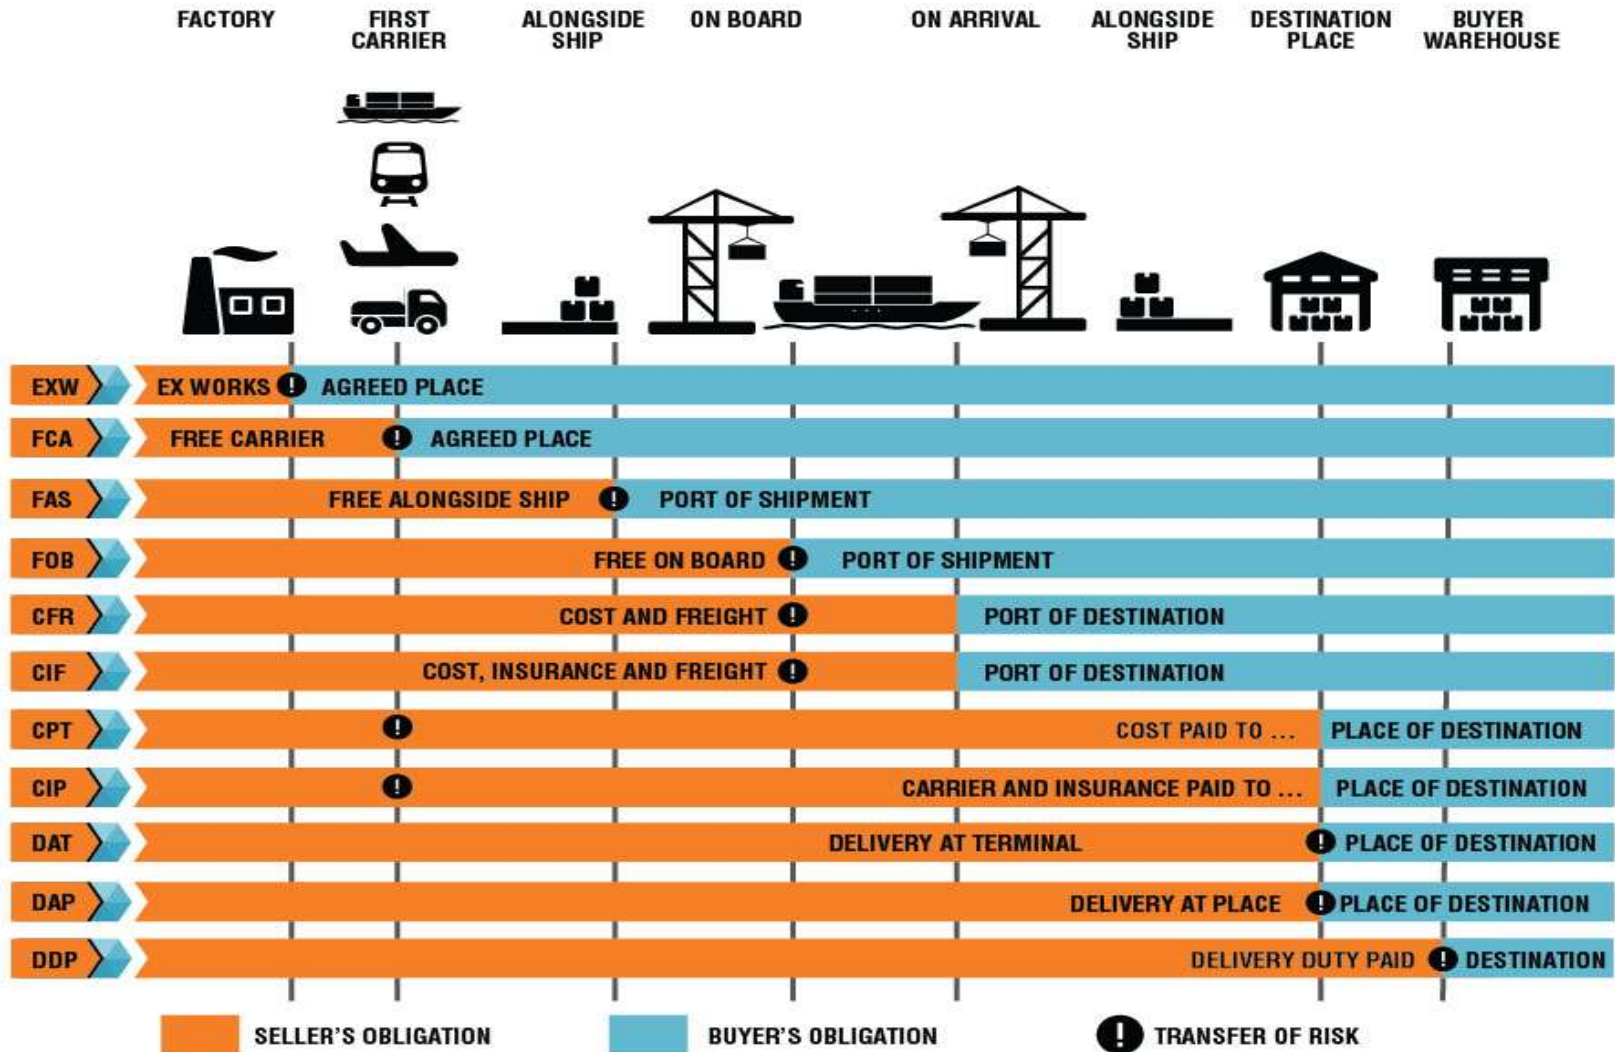 FACTORY
FIRST
CARRIER
ALONGSIDE
SHIP
ON BOARD
ON ARRIVAL
ALONGSIDE
SHIP
DESTINATION
PLACE
BUYER
WAREHOUSE
EXW EX WORKS ! AGREED PLACE
FCA FREE CARRIER ! AGREED PLACE
FAS FREE ALONGSIDE SHIP ! PORT OF SHIPMENT
FOB FREE ON BOARD ! PORT OF SHIPMENT
CFR COST AND FREIGHT ! PORT OF DESTINATION
CIF COST, INSURANCE AND FREIGHT ! PORT OF DESTINATION
CPT ! COST PAID TO ... PLACE OF DESTINATION
CIP ! CARRIER AND INSURANCE PAID TO ... PLACE OF DESTINATION
DAT DELIVERY AT TERMINAL ! PLACE OF DESTINATION
DAP DELIVERY AT PLACE ! PLACE OF DESTINATION
DDP DELIVERY DUTY PAID ! DESTINATION
SELLER'S OBLIGATION BUYER'S OBLIGATION ! TRANSFER OF RISK